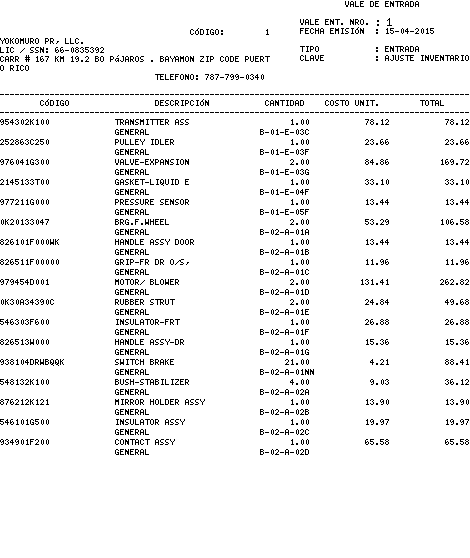 VALE DE ENTRADA
VALE ENT. NRO. : 1
CÓDIGO: 1 FECHA EMISIÓN : 15-04-2015
YOKOMURO PR, LLC.
LIC / SSN: 66-0835392 TIPO : ENTRADA
CARR # 167 KM 19.2 BO PÁJAROS . BAYAMON ZIP CODE PUERT CLAVE : AJUSTE INVENTARIO
O RICO
TELEFONO: 787-799-0340
CÓDIGO DESCRIPCIÓN CANTIDAD COSTO UNIT. TOTAL
954302K100 TRANSMITTER ASS 1.00 78.12 78.12
GENERAL B-01-E-03C
252863C250 PULLEY IDLER 1.00 23.66 23.66
GENERAL B-01-E-03F
976041G300 VALVE-EXPANSION 2.00 84.86 169.72
GENERAL B-01-E-03G
2145133T00 GASKET-LIQUID E 1.00 33.10 33.10
GENERAL B-01-E-04F
977211G000 PRESSURE SENSOR 1.00 13.44 13.44
GENERAL B-01-E-05F
0K20133047 BRG.F.WHEEL 2.00 53.29 106.58
GENERAL B-02-A-01A
826101F000WK HANDLE ASSY DOOR 1.00 13.44 13.44
GENERAL B-02-A-01B
826511F00000 GRIP-FR DR O/S, 1.00 11.96 11.96
GENERAL B-02-A-01C
979454D001 MOTOR/ BLOWER 2.00 131.41 262.82
GENERAL B-02-A-01D
0K30A34390C RUBBER STRUT 2.00 24.84 49.68
GENERAL B-02-A-01E
546303F600 INSULATOR-FRT 1.00 26.88 26.88
GENERAL B-02-A-01F
826513W000 HANDLE ASSY-DR 1.00 15.36 15.36
GENERAL B-02-A-01G
938104DRWBQQK SWITCH BRAKE 21.00 4.21 88.41
GENERAL B-02-A-01NN
548132K100 BUSH-STABILIZER 4.00 9.03 36.12
GENERAL B-02-A-02A
876212K121 MIRROR HOLDER ASSY 1.00 13.90 13.90
GENERAL B-02-A-02B
546101G500 INSULATOR ASSY 1.00 19.97 19.97
GENERAL B-02-A-02C
934901F200 CONTACT ASSY 1.00 65.58 65.58
GENERAL B-02-A-02D